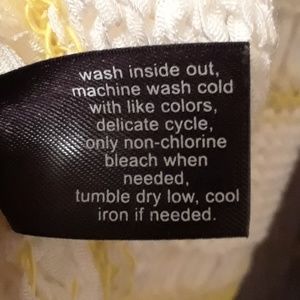 wash inside out,
machine wash cold
with like colors,
delicate cycle,
only non-chlorine
bleach when
needed,
tumble dry low, cool
iron if needed.